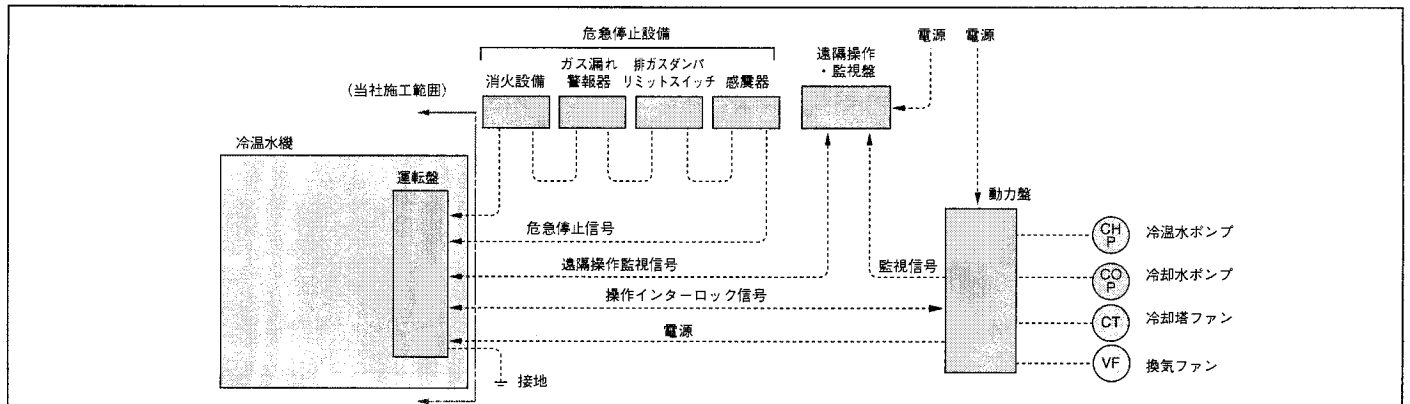 危急停止設備
電源 電源
遠隔操作
・監視盤
ガス漏れ 排ガスダンパ
消火設備 警報器 リミットスイッチ 感震器
(当社施工範囲)
冷温水機
運転盤
動力盤
危急停止信号
CH
P
冷温水ポンプ
遠隔操作監視信号
監視信号
CO
P
冷却水ポンプ
操作インターロック信号
CT
冷却塔ファン
電源
VF
換気ファン
接地